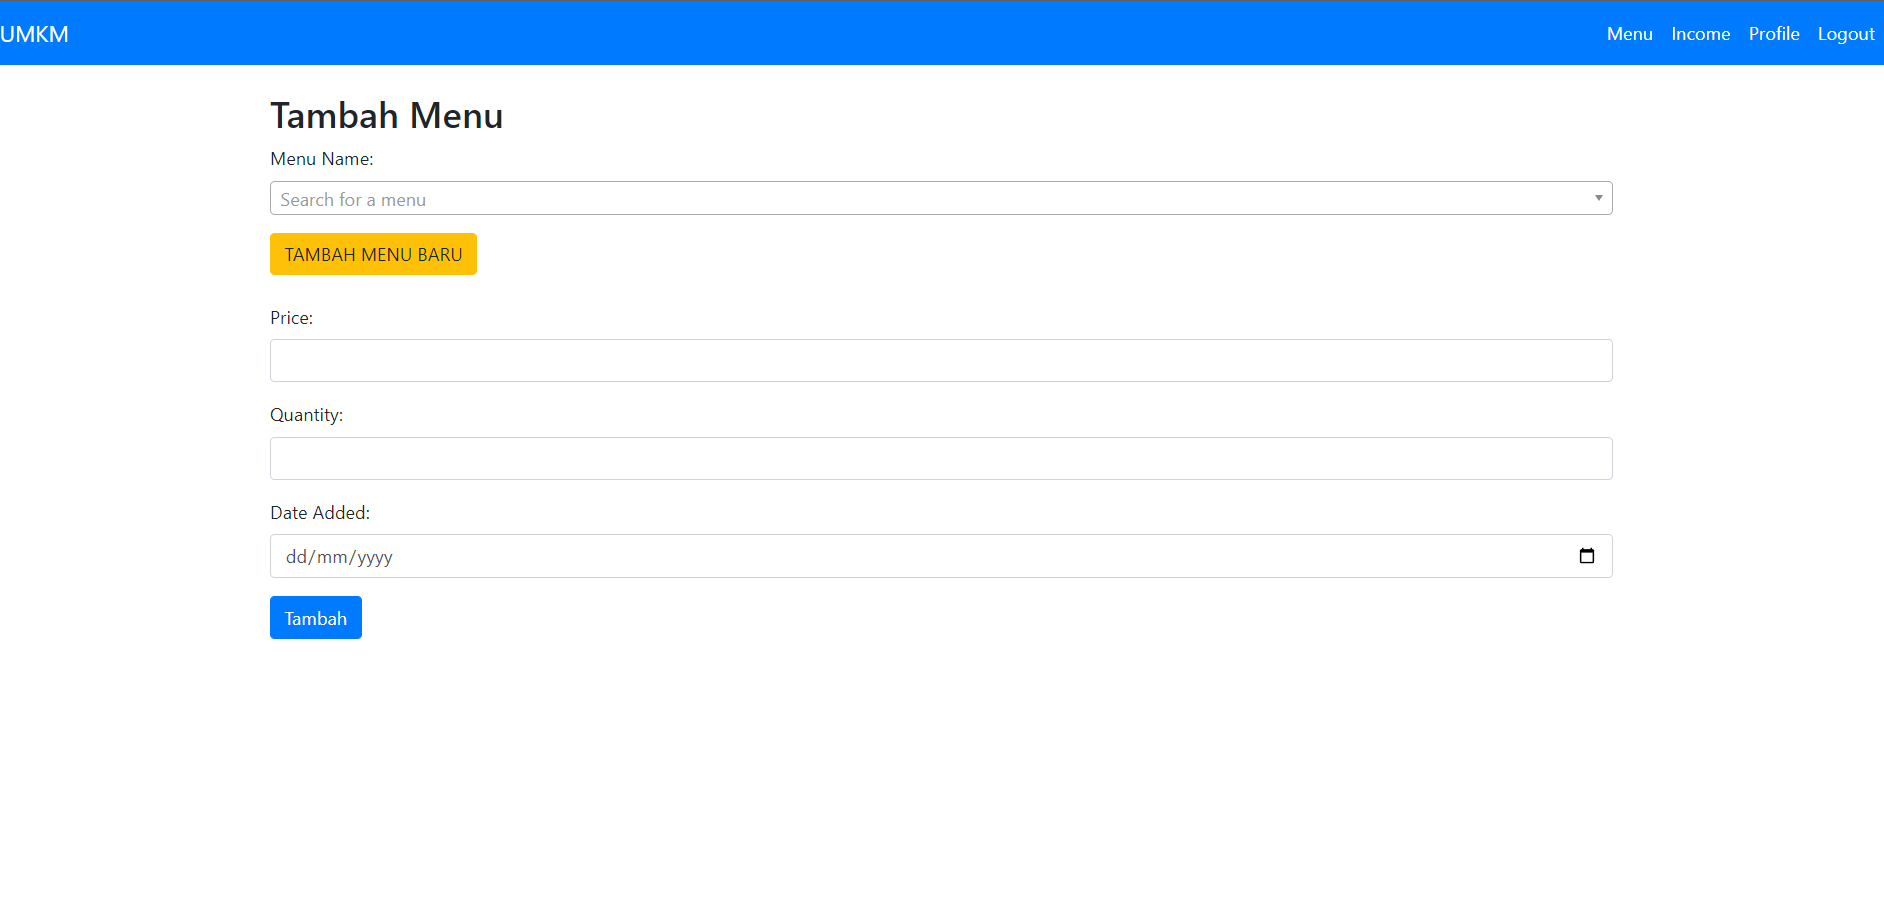 UMKM
Menu Income Profile Logout
Tambah Menu
Menu Name:
Search for a menu
TAMBAH MENU BARU
Price:
Quantity:
Date Added:
dd/mm/yyyy
Tambah